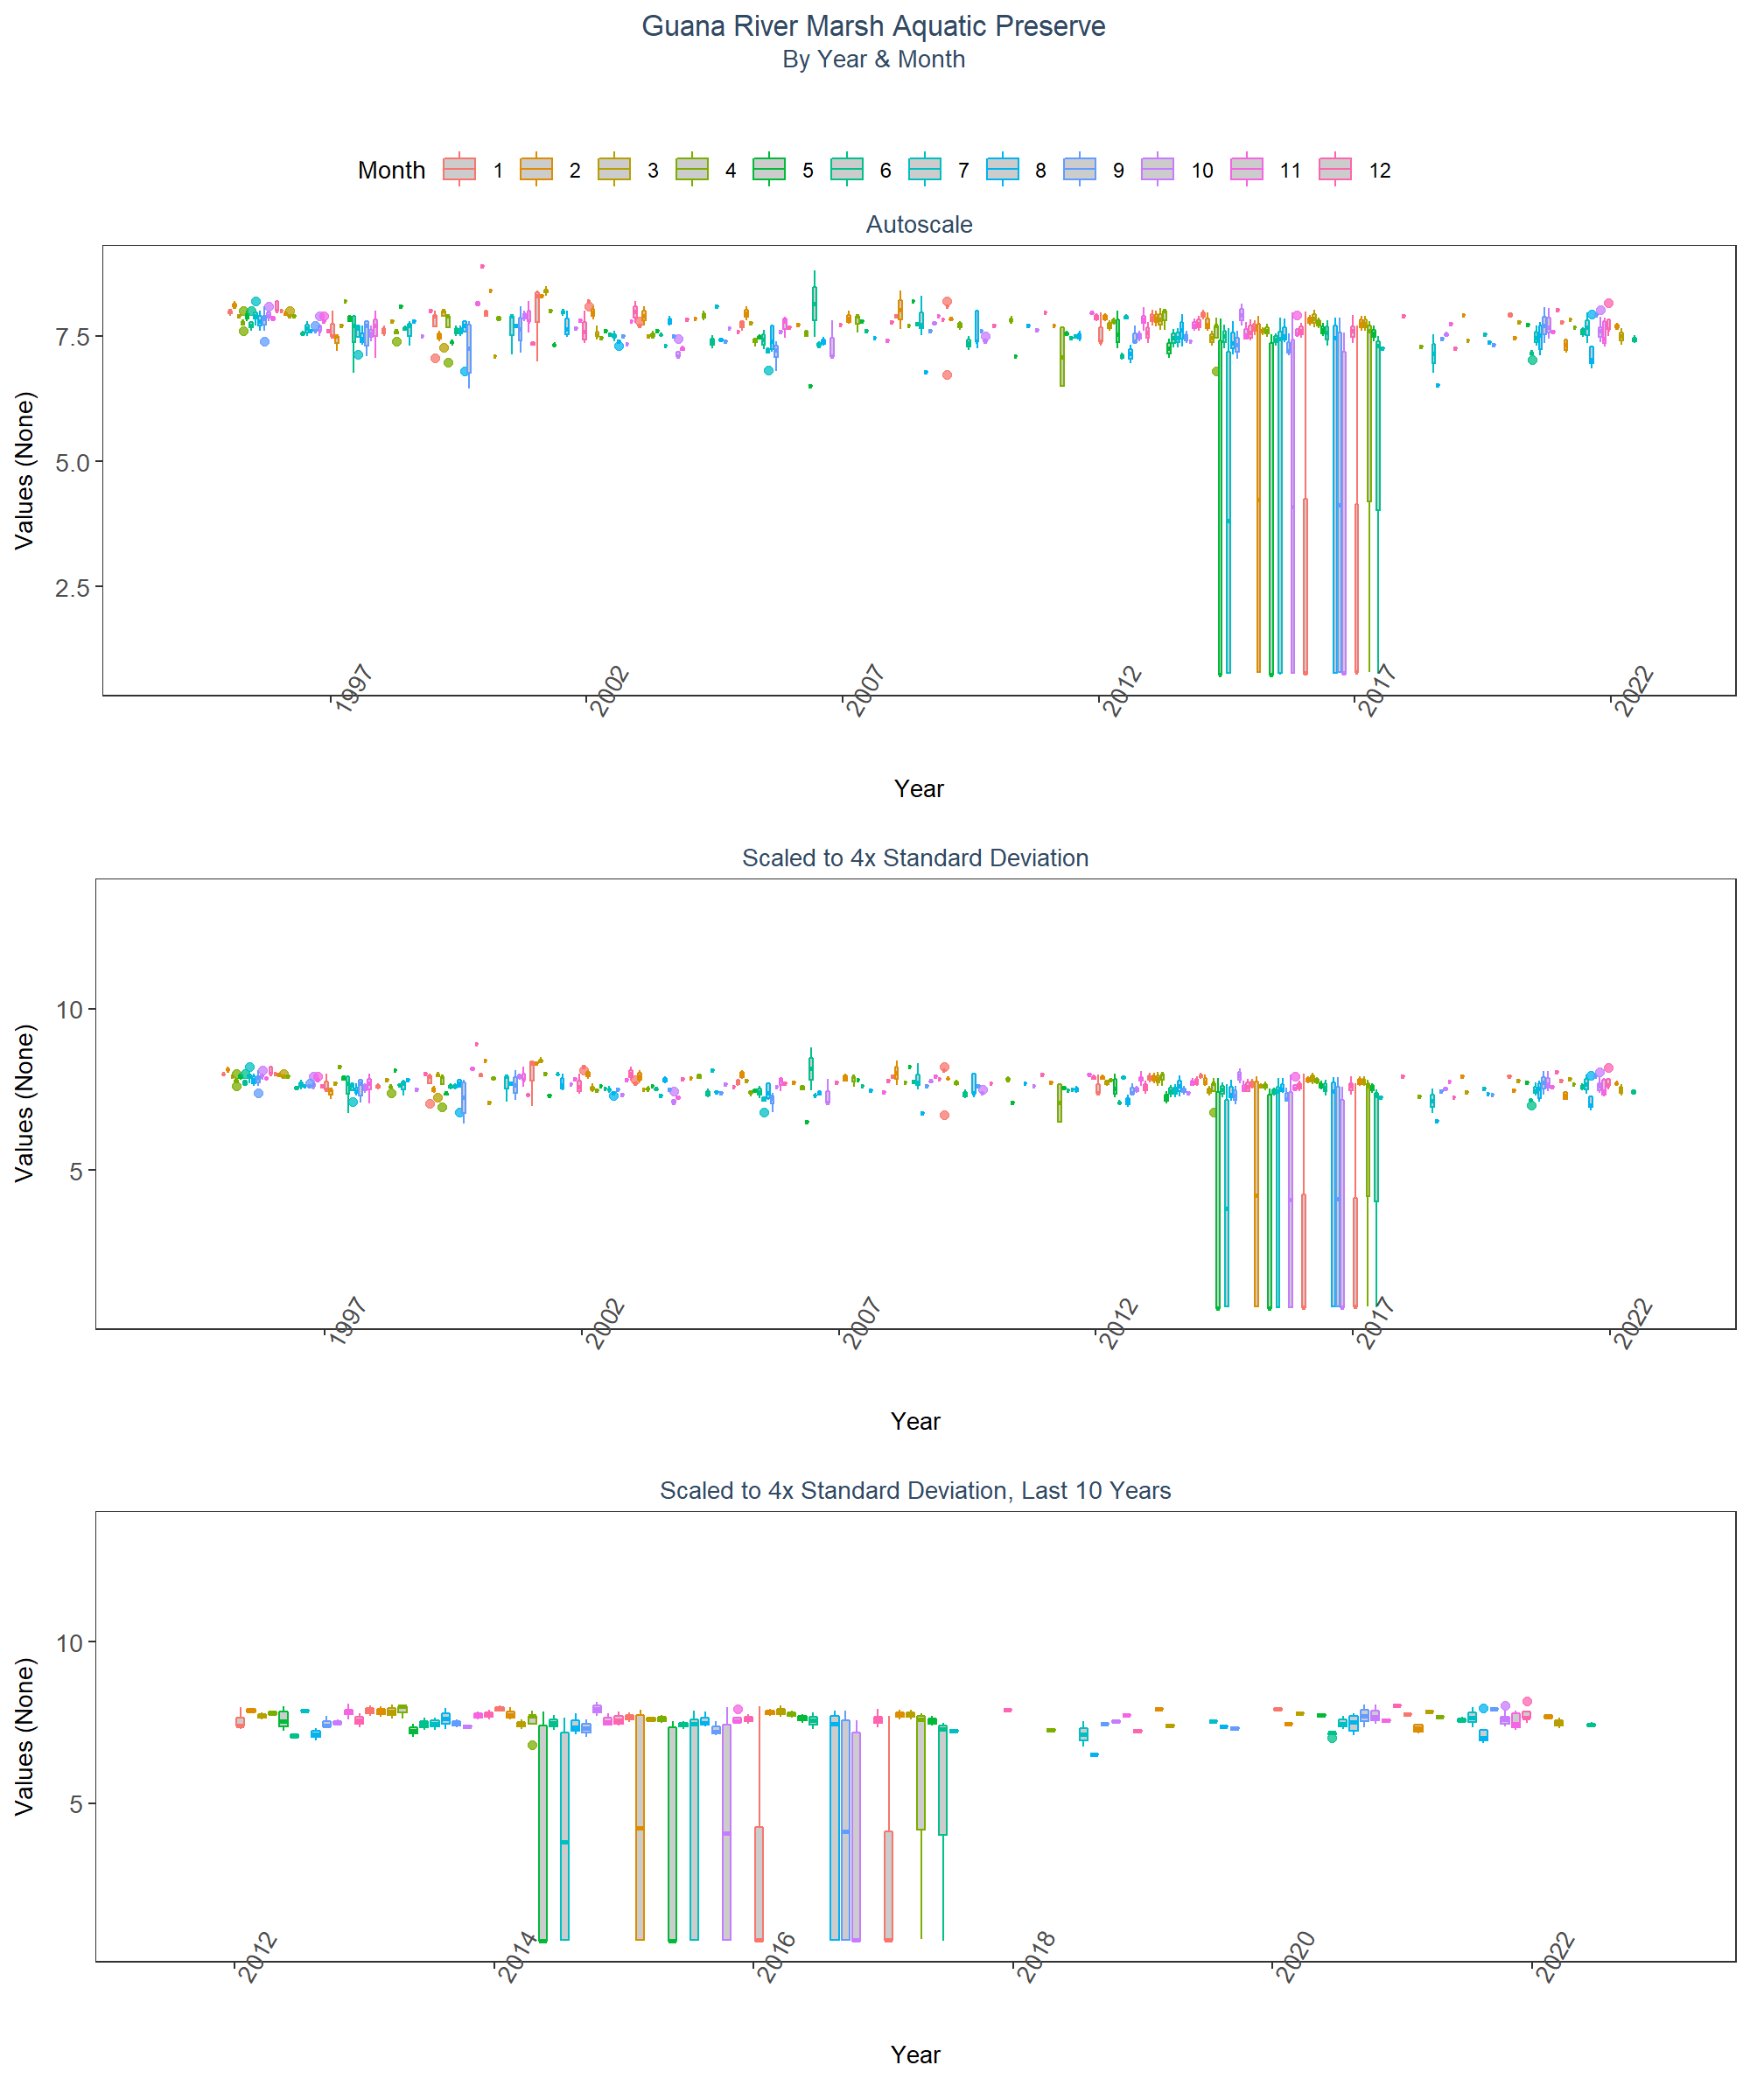 Guana River Marsh Aquatic Preserve
By Year & Month
Month 1 2 3 4 5 6 7 8 9 10 11 12
Autoscale
Values (None)
7.5
5.0
2.5
1997 2002 2007 2012 2017 2022
Year
Scaled to 4x Standard Deviation
Values (None)
10
5
1997 2002 2007 2012 2017 2022
Year
Scaled to 4x Standard Deviation, Last 10 Years
Values (None)
10
5
2012 2014 2016 2018 2020 2022
Year